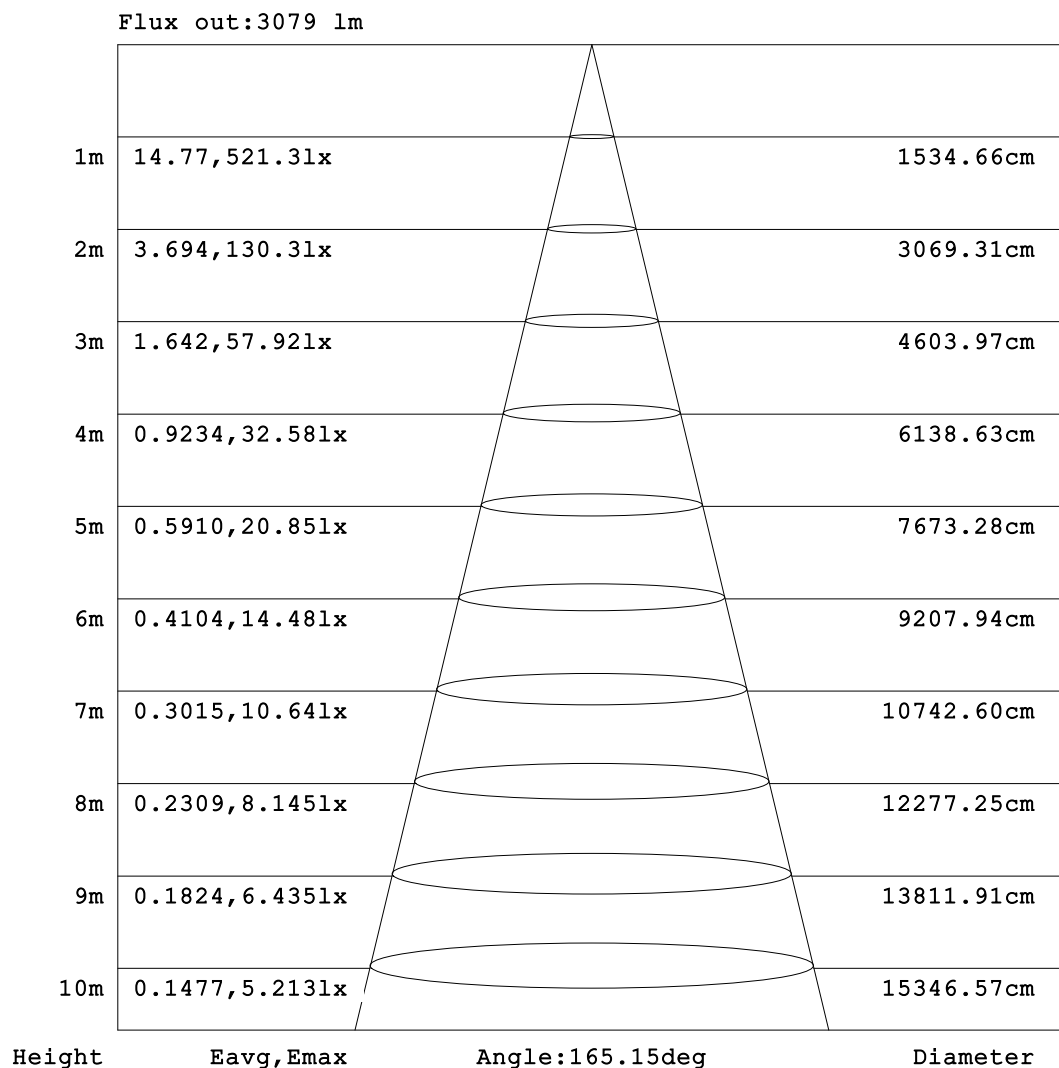 Flux out:3079 lm
1m 14.77,521.3lx 1534.66cm
2m 3.694,130.3lx 3069.31cm
3m 1.642,57.92lx 4603.97cm
4m 0.9234,32.58lx 6138.63cm
5m 0.5910,20.85lx 7673.28cm
6m 0.4104,14.48lx 9207.94cm
7m 0.3015,10.64lx 10742.60cm
8m 0.2309,8.145lx 12277.25cm
9m 0.1824,6.435lx 13811.91cm
10m 0.1477,5.213lx 15346.57cm
Height Eavg,Emax Angle:165.15deg Diameter